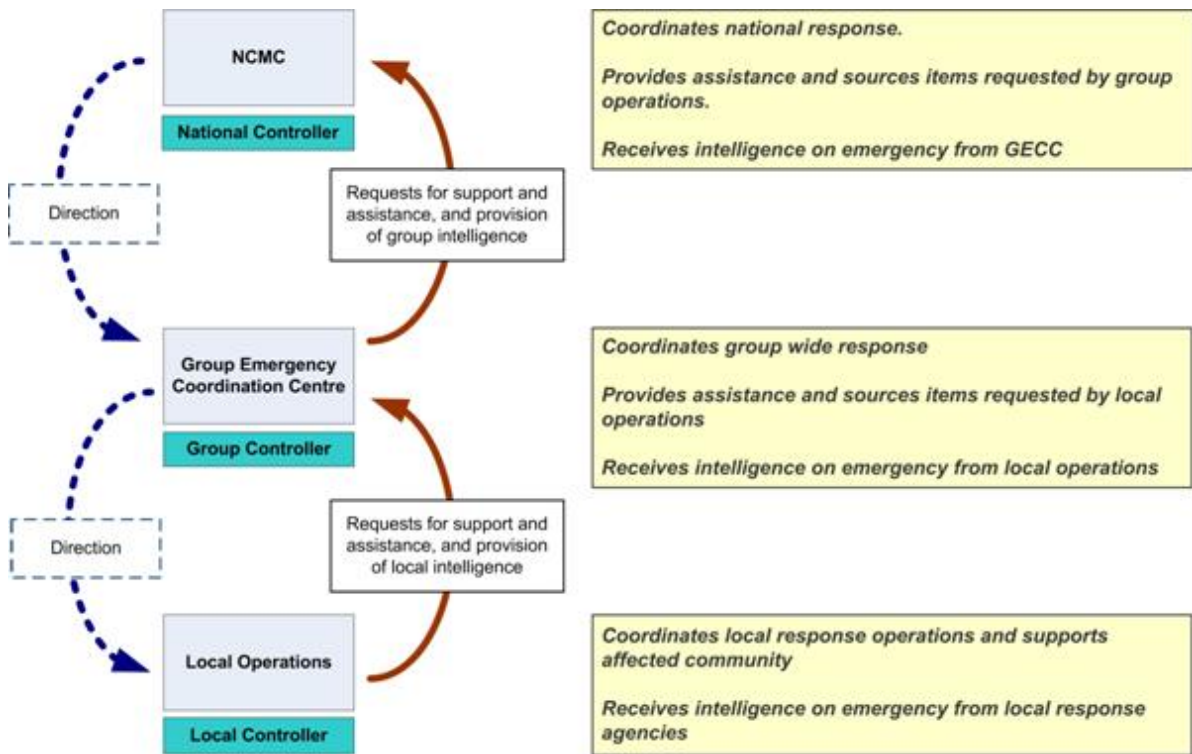 NCMC
National Controller
Coordinates national response.
Provides assistance and sources items requested by group
operations.
Receives intelligence on emergency from GECC
Direction
Requests for support and
assistance, and provision
of group intelligence
Group Emergency
Coordination Centre
Group Controller
Coordinates group wide response
Provides assistance and sources items requested by local
operations
Receives intelligence on emergency from local operations
Direction
Requests for support and
assistance, and provision
of local intelligence
Local Operations
Local Controller
Coordinates local response operations and supports
affected community
Receives intelligence on emergency from local response
agencies